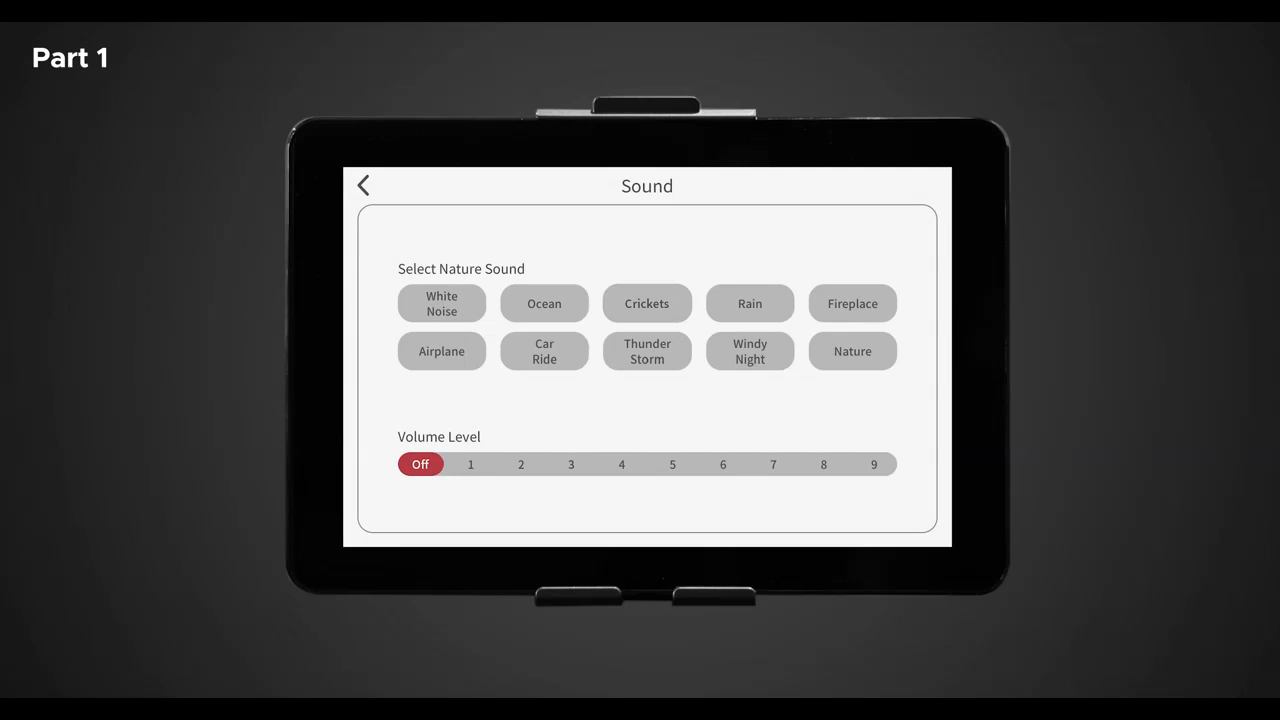 Part 1
Sound
Select Nature Sound
White
Noise
Ocean
Crickets
Rain
Fireplace
Airplane
Car
Ride
Thunder
Storm
Windy
Night
Nature
Volume Level
Off 1 2 3 4 5 6 7 8 9